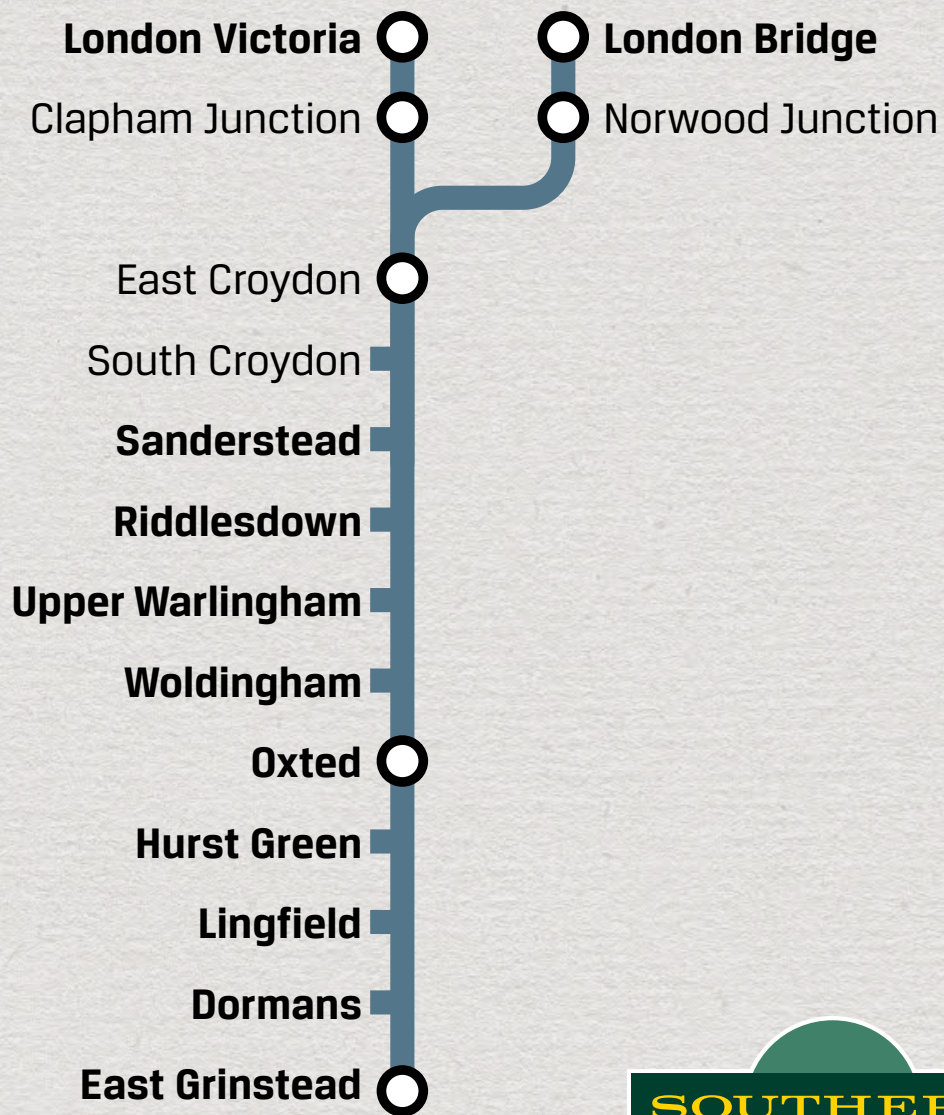 London Victoria
London Bridge
Clapham Junction
Norwood Junction
East Croydon
South Croydon
Sanderstead
Riddlesdown
Upper Warlingham
Woldingham
Oxted
Hurst Green
Lingfield
Dormans
East Grinstead